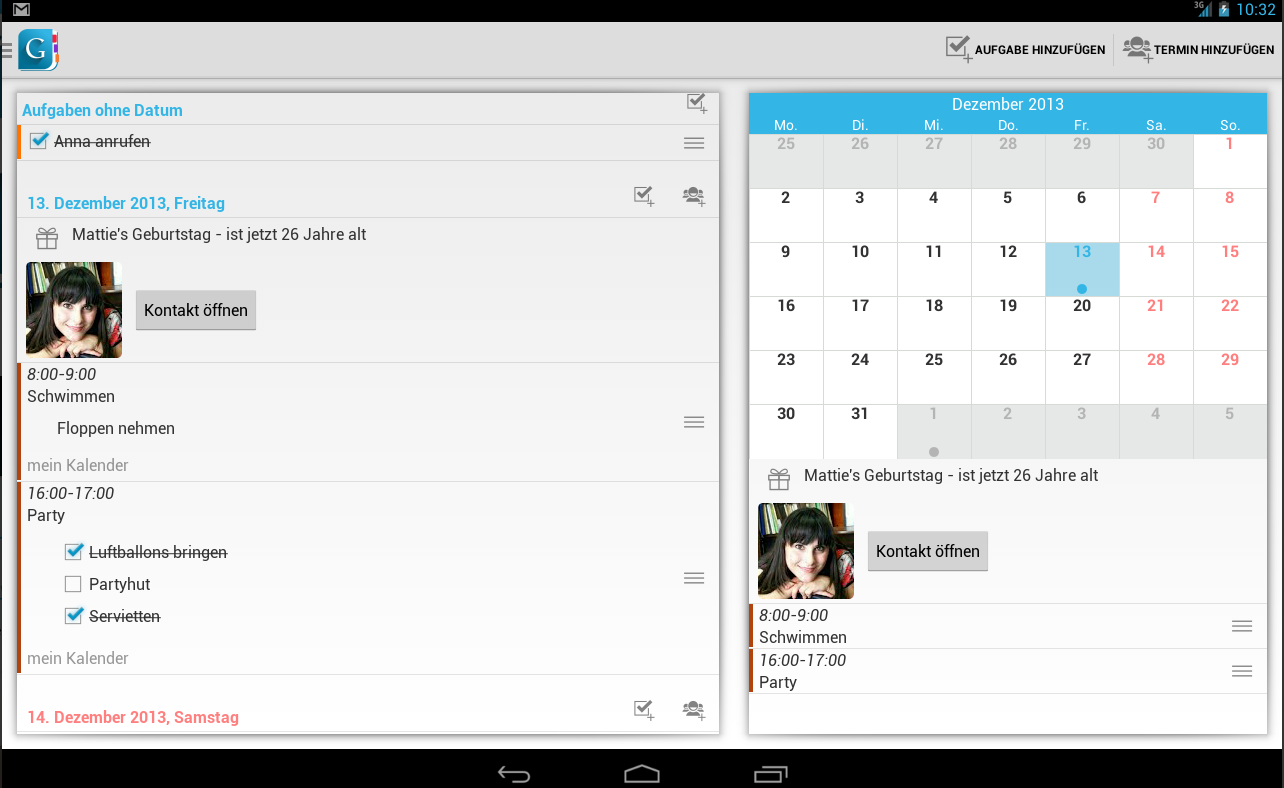 3G
10:32
G
AUFGABE HINZUFÜGEN
TERMIN HINZUFÜGEN
Aufgaben ohne Datum
Anna anrufen
13. Dezember 2013, Freitag
Mattie's Geburtstag - ist jetzt 26 Jahre alt
Kontakt öffnen
8:00-9:00
Schwimmen
Floppen nehmen
mein Kalender
16:00-17:00
Party
Luftballons bringen
Partyhut
Servietten
mein Kalender
14. Dezember 2013, Samstag
Dezember 2013
Mo. Di. Mi. Do. Fr. Sa. So.
25 26 27 28 29 30 1
2 3 4 5 6 7 8
9 10 11 12 13 14 15
16 17 18 19 20 21 22
23 24 25 26 27 28 29
30 31 1 2 3 4 5
Mattie's Geburtstag - ist jetzt 26 Jahre alt
Kontakt öffnen
8:00-9:00
Schwimmen
16:00-17:00
Party